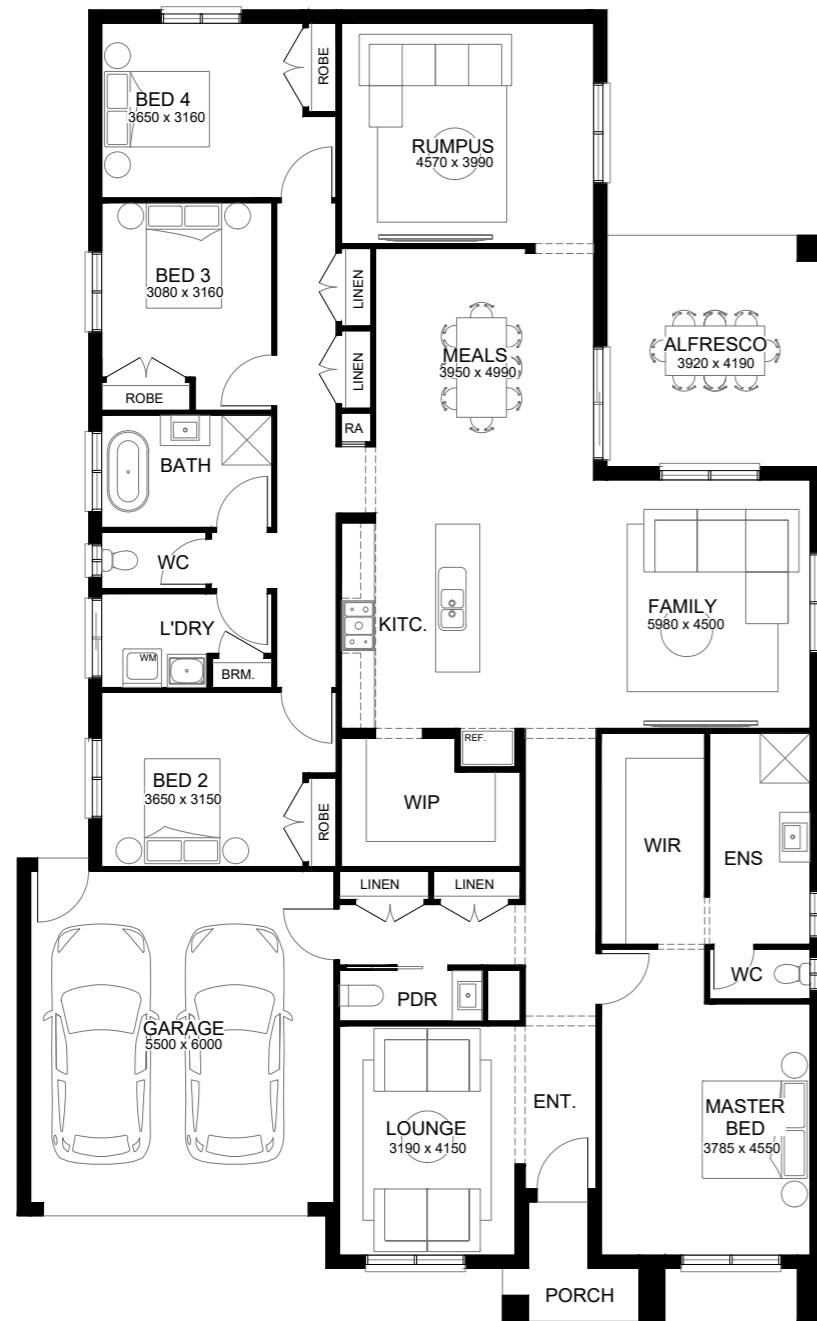 BED 4
3650 x 3160
ROBE
RUMPUS
4570 x 3990
BED 3
3080 x 3160
ROBE
LINEN
LINEN
RA
MEALS
3950 x 4990
ALFRESCO
3920 x 4190
BATH
WC
L'DRY
WM
BRM.
KITC.
FAMILY
5980 x 4500
BED 2
3650 x 3150
ROBE
REF.
WIP
WIR
ENS
LINEN
LINEN
WC
PDR
GARAGE
5500 x 6000
LOUNGE
3190 x 4150
ENT.
MASTER
BED
3785 x 4550
PORCH